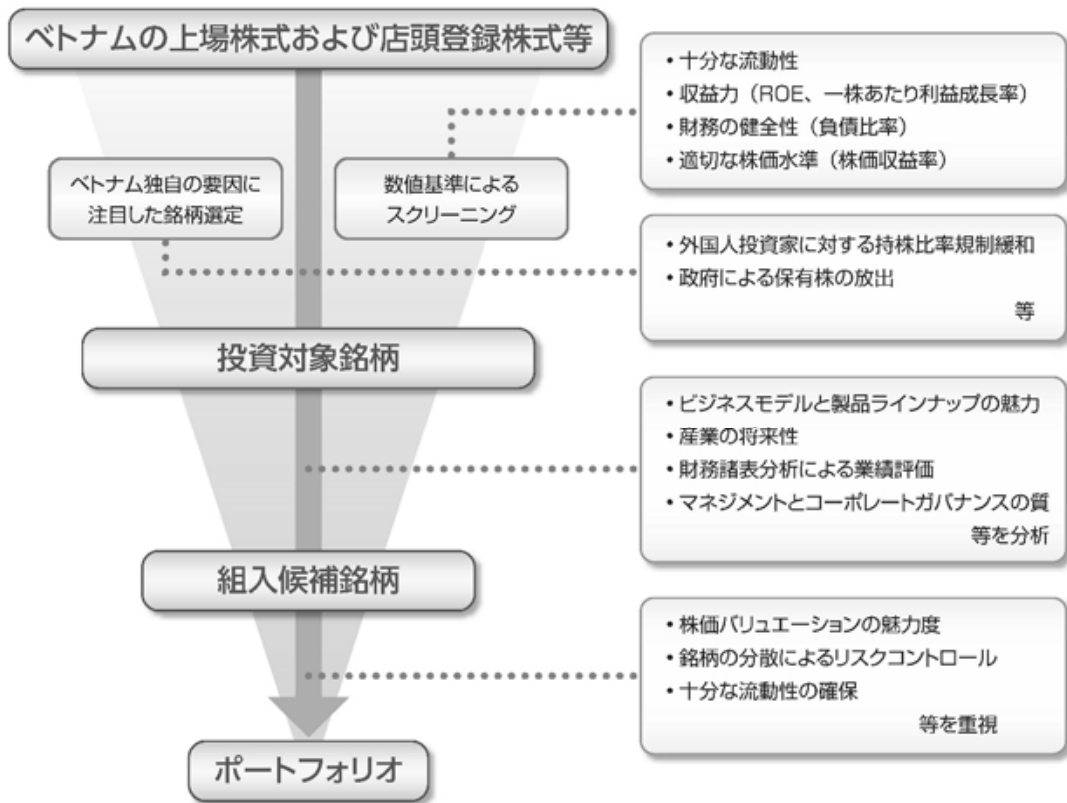 ベトナムの上場株式および店頭登録株式等
・十分な流動性
・収益力（ROE、一株あたり利益成長率）
・財務の健全性（負債比率）
・適切な株価水準（株価収益率）
ベトナム独自の要因に
注目した銘柄選定
数値基準による
スクリーニング
・外国人投資家に対する持株比率規制緩和
・政府による保有株の放出
等
投資対象銘柄
・ビジネスモデルと製品ラインナップの魅力
・産業の将来性
・財務諸表分析による業績評価
・マネジメントとコーポレートガバナンスの質
等を分析
組入候補銘柄
・株価バリュエーションの魅力度
・銘柄の分散によるリスクコントロール
・十分な流動性の確保
等を重視
ポートフォリオ